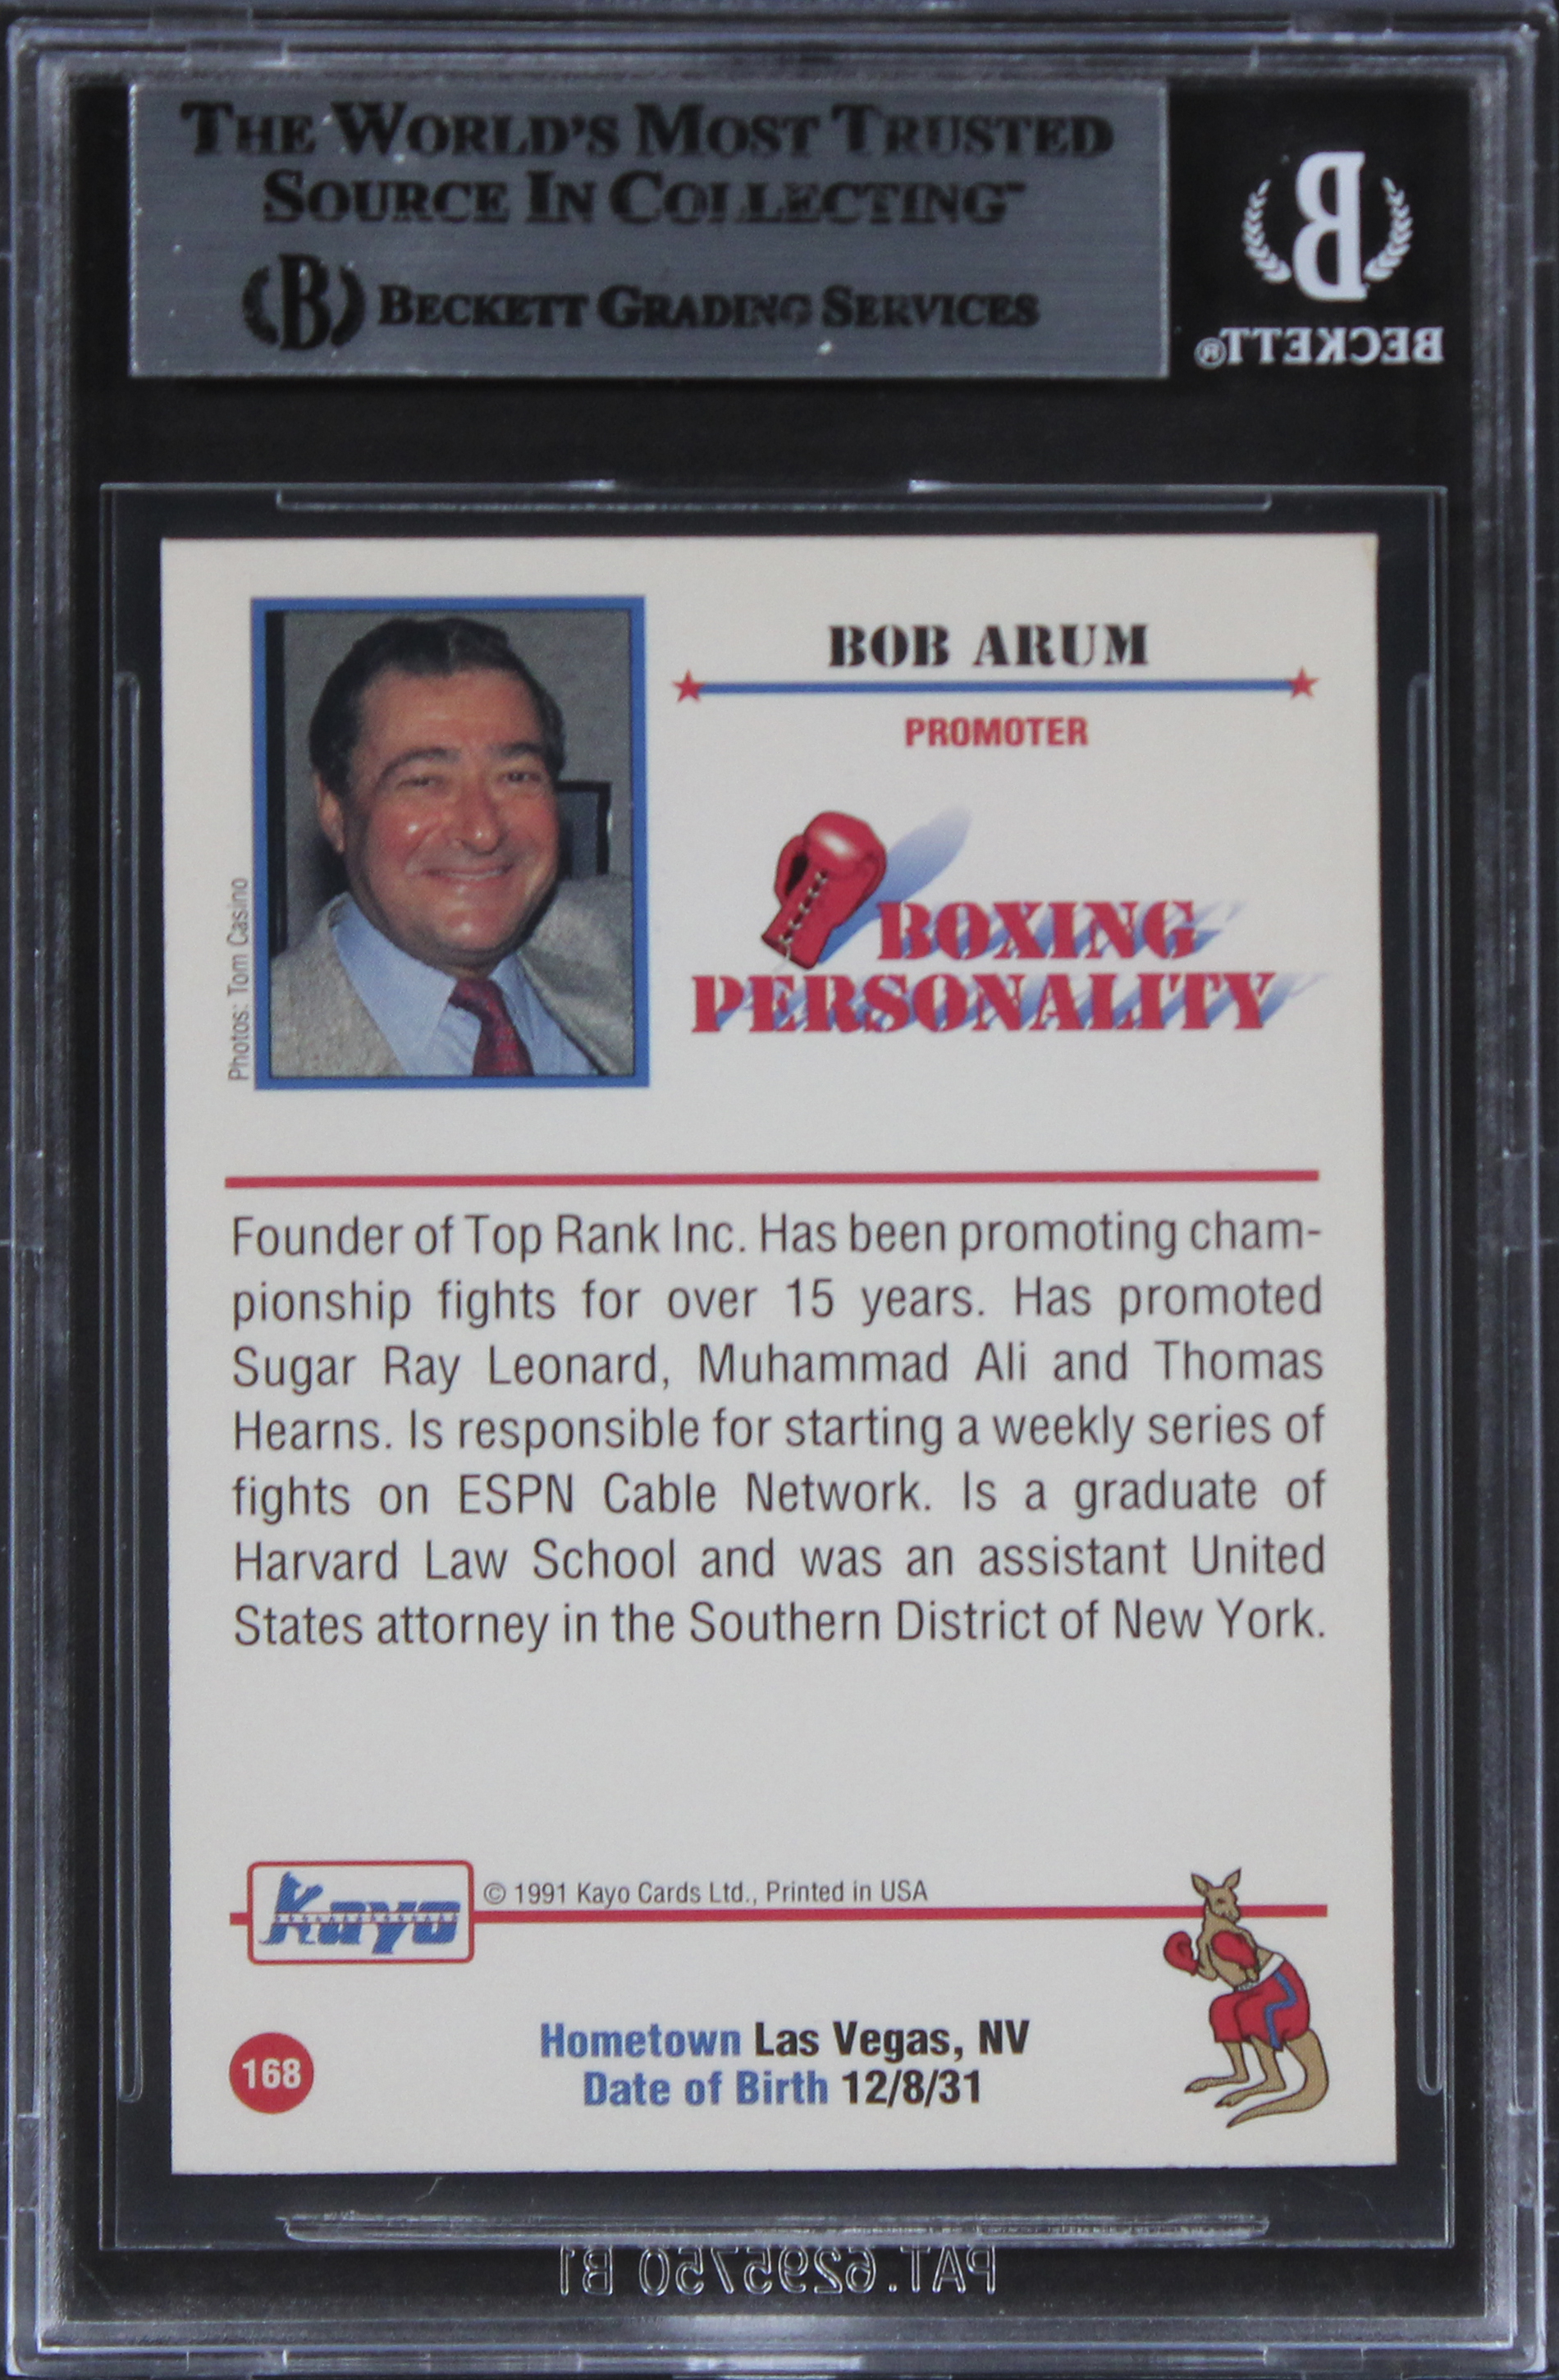 THE WORLD'S MOST TRUSTED
SOURCE IN COLLECTING™
B BECKETT GRADING SERVICES
B
BECKETT®
BOB ARUM
PROMOTER
Photos: Tom Casino
BOXING
PERSONALITY
Founder of Top Rank Inc. Has been promoting cham-
pionship fights for over 15 years. Has promoted
Sugar Ray Leonard, Muhammad Ali and Thomas
Hearns. Is responsible for starting a weekly series of
fights on ESPN Cable Network. Is a graduate of
Harvard Law School and was an assistant United
States attorney in the Southern District of New York.
Kayo
© 1991 Kayo Cards Ltd., Printed in USA
168
Hometown Las Vegas, NV
Date of Birth 12/8/31
PAT. 6295750 B1